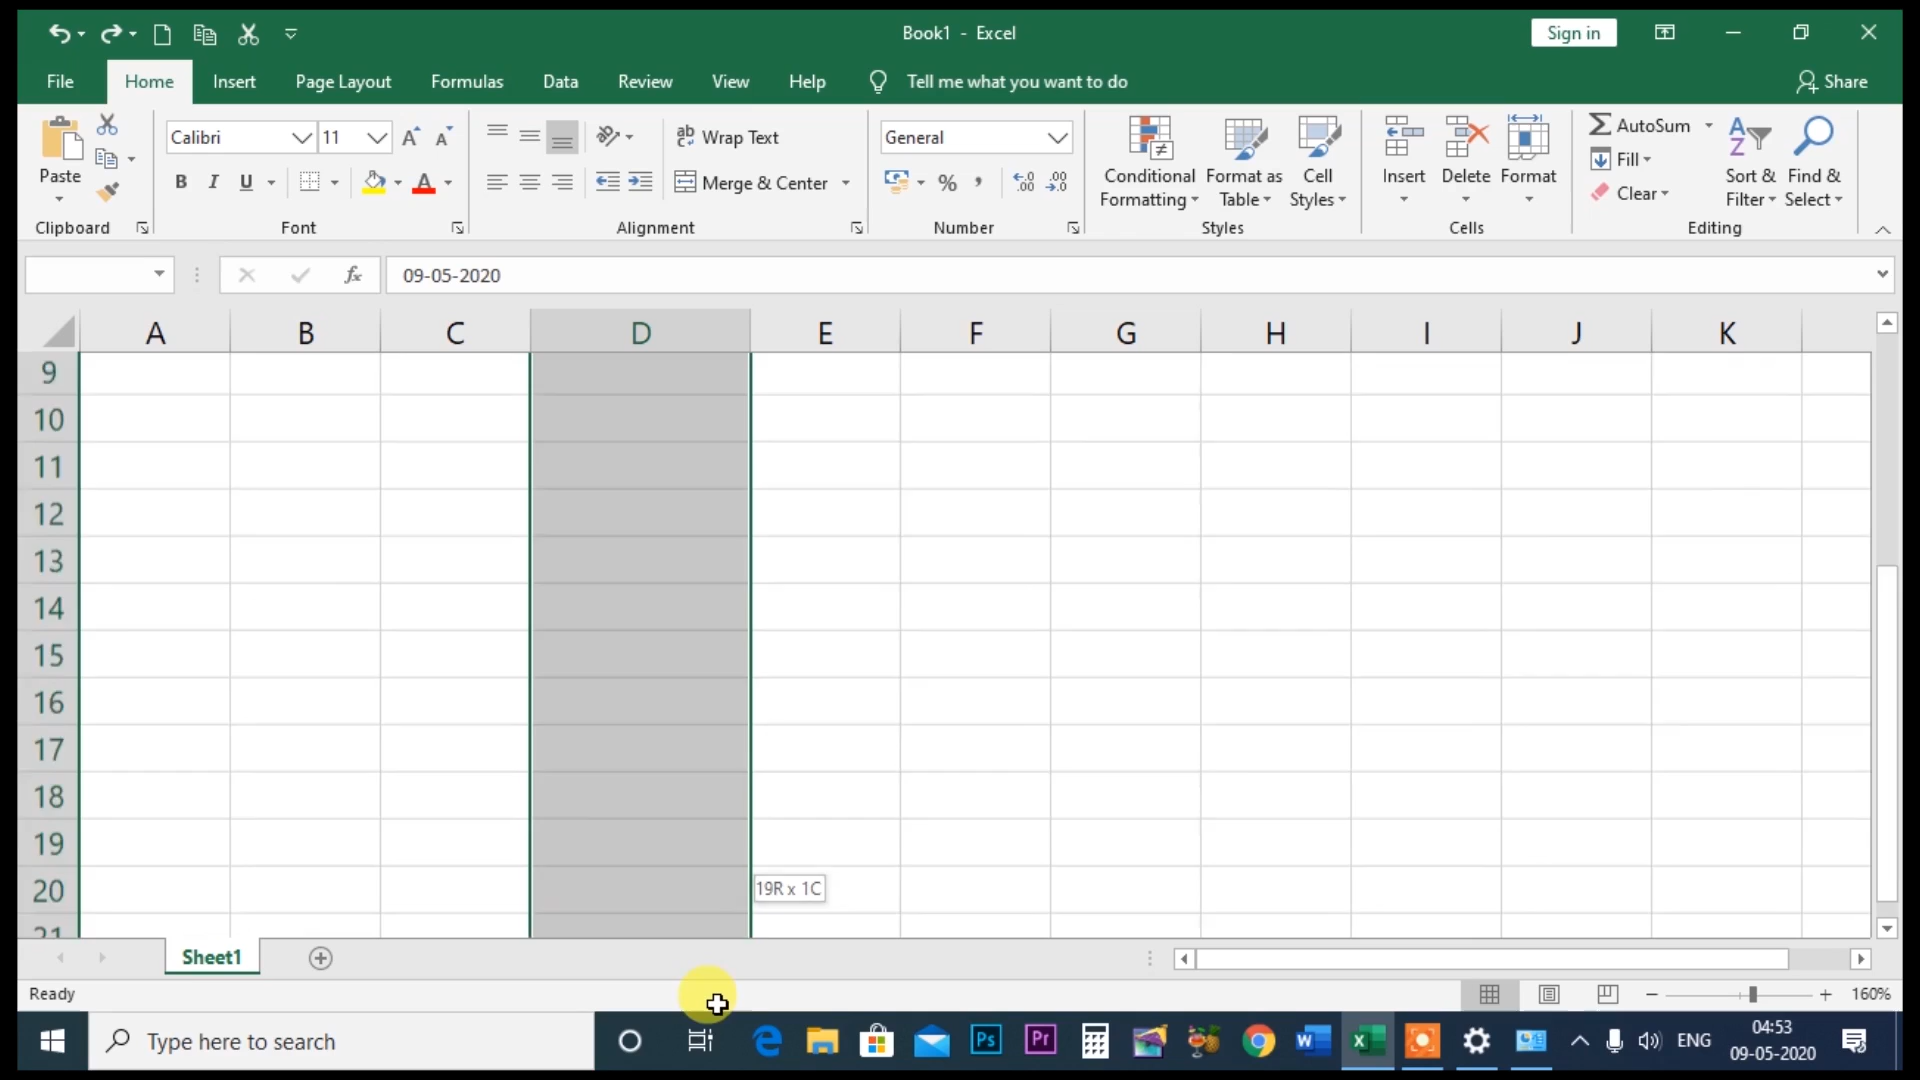 Book1 - Excel
Sign in
File Home Insert Page Layout Formulas Data Review View Help Tell me what you want to do Share
Calibri 11 Wrap Text General AutoSum
Fill
Paste B I U Merge & Center % Conditional Formatting Format as Table Cell Styles Insert Delete Format Clear Sort & Filter Find & Select
Clipboard Font Alignment Number Styles Cells Editing
fx 09-05-2020
A B C D E F G H I J K
9
10
11
12
13
14
15
16
17
18
19
20 19R x 1C
21
Sheet1
Ready 160%
Type here to search Ps Pr ENG 04:53
09-05-2020